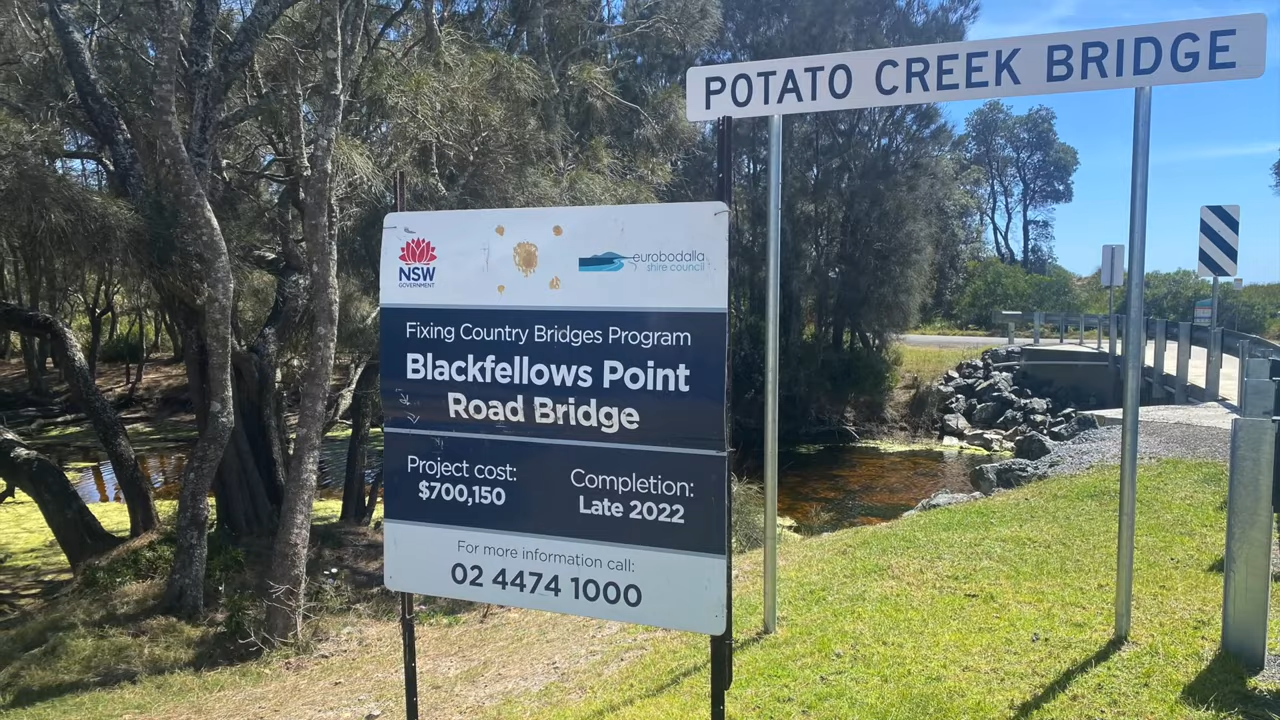 POTATO CREEK BRIDGE
NSW
GOVERNMENT
eurobodalla
shire council
Fixing Country Bridges Program
Blackfellows Point
Road Bridge
Project cost:
$700,150
Completion:
Late 2022
For more information call:
02 4474 1000